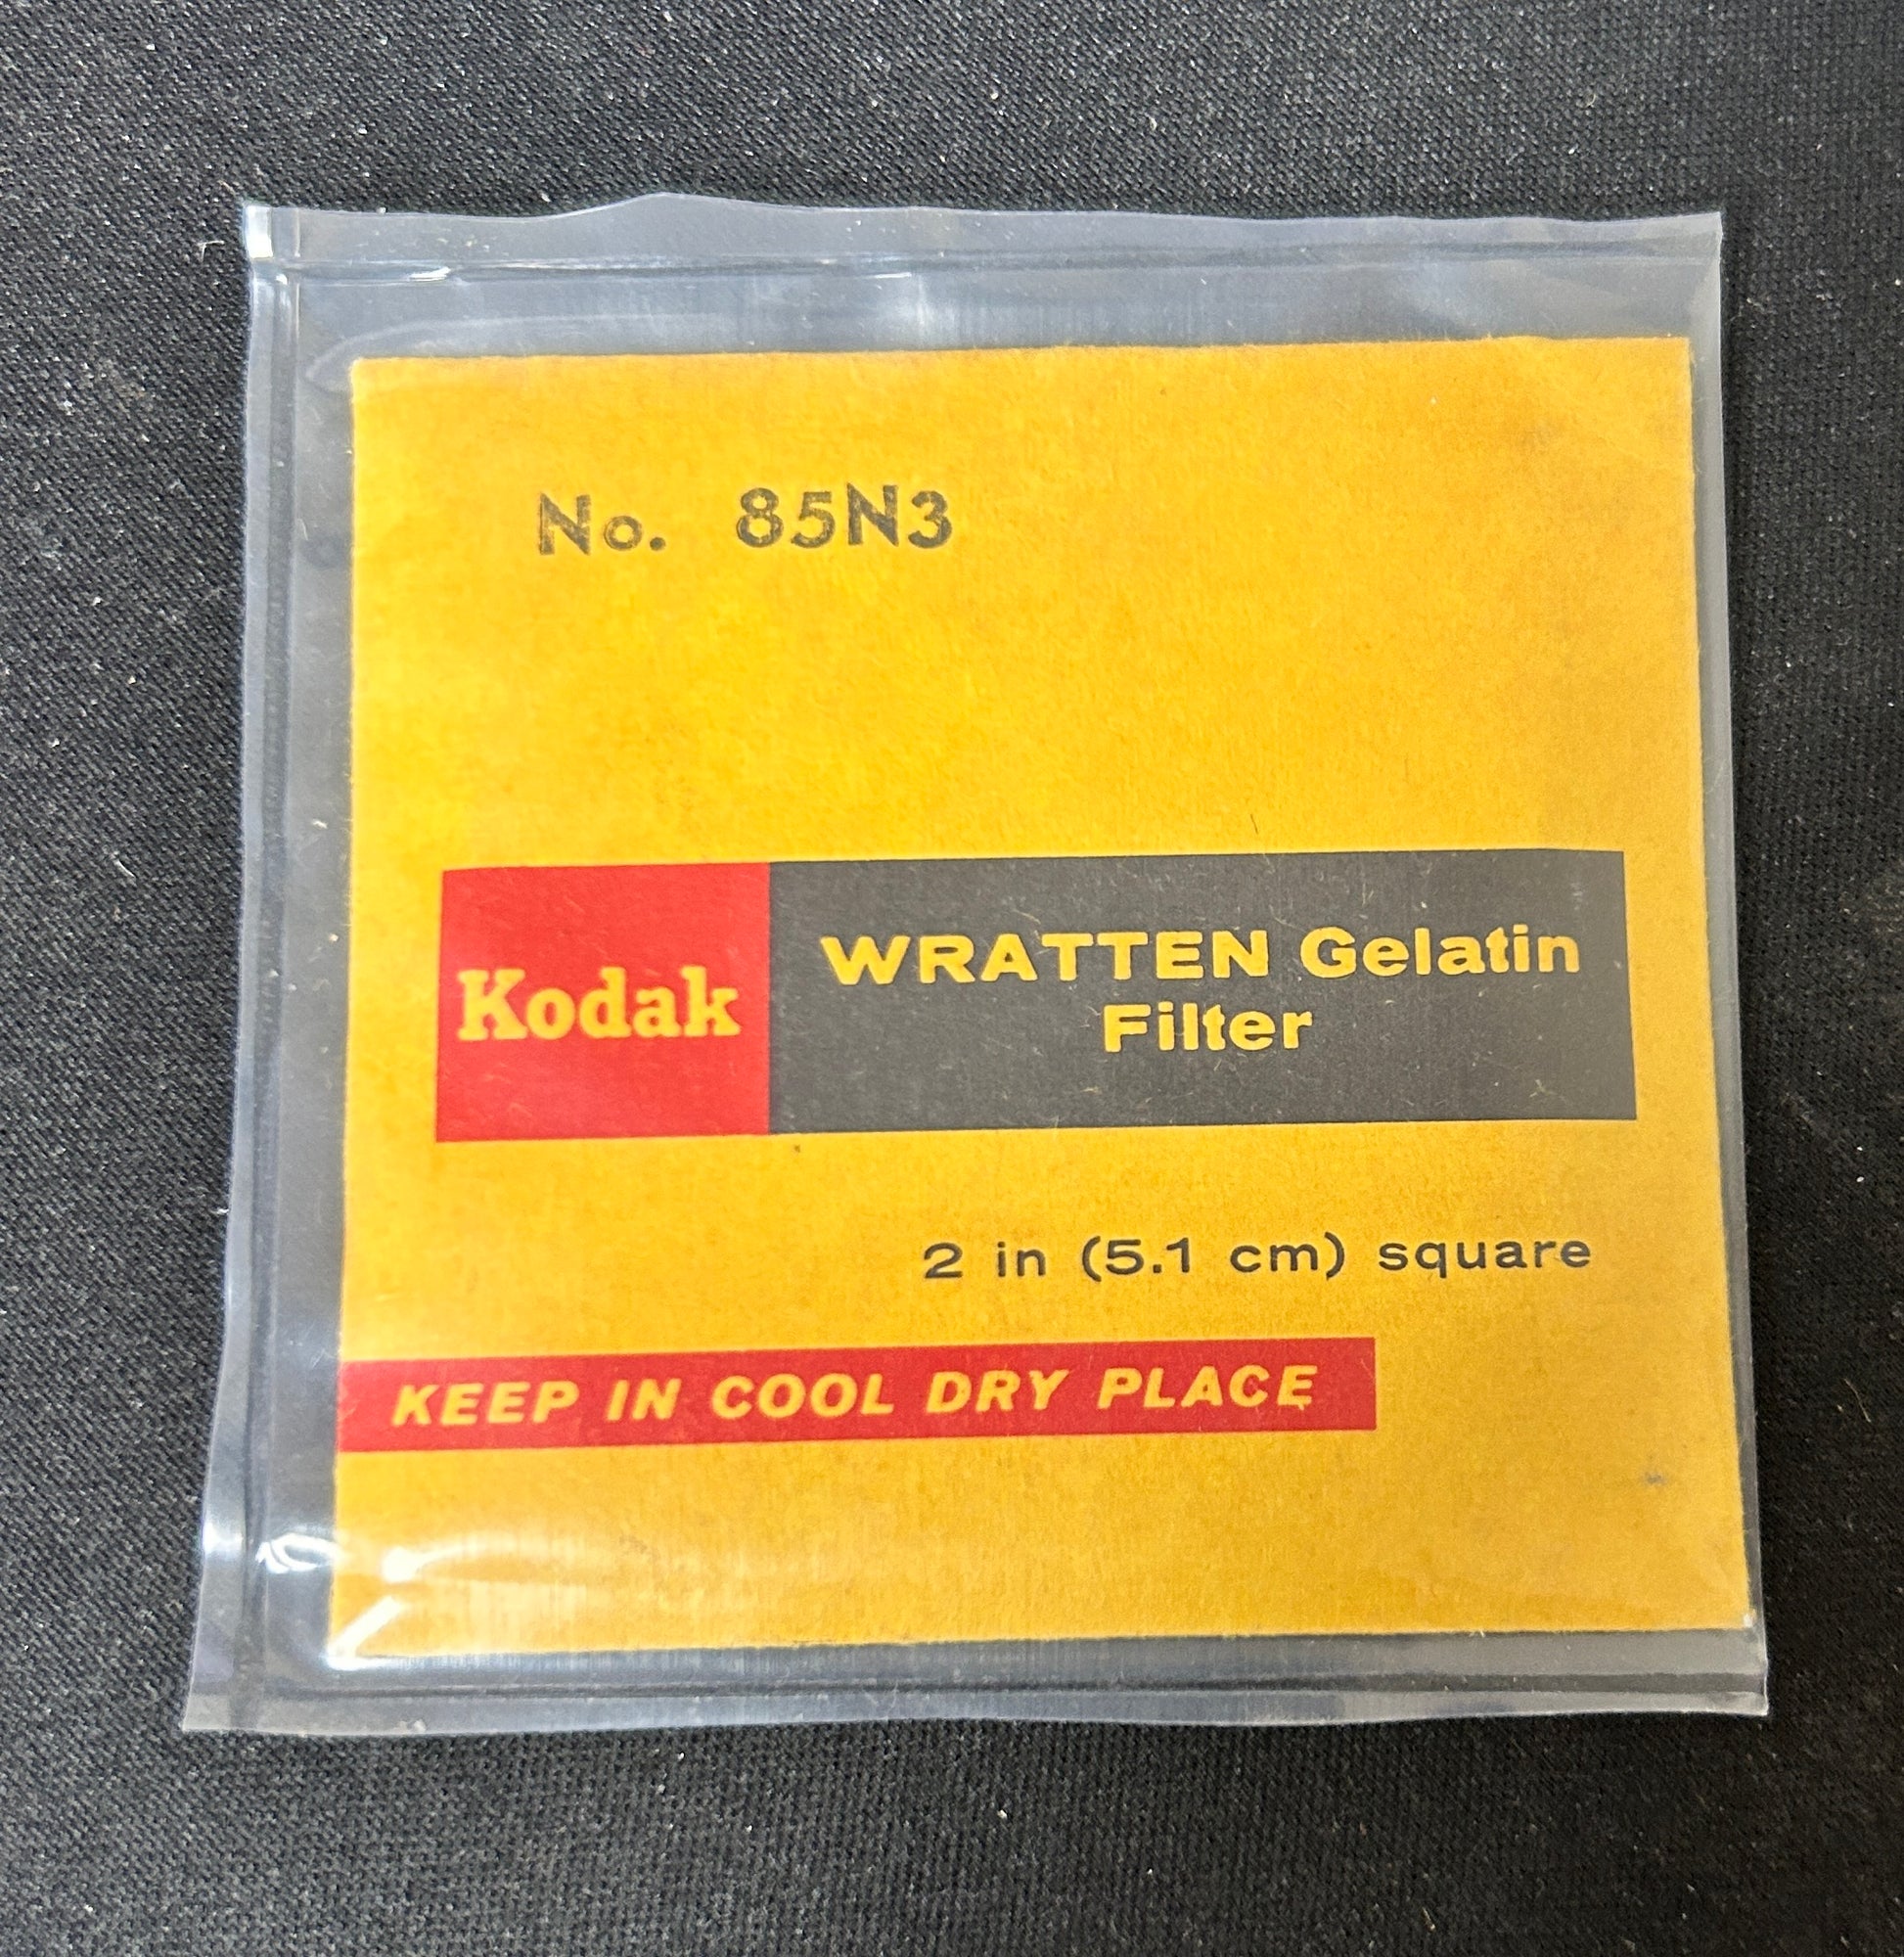 No. 85N3
Kodak
WRATTEN Gelatin
Filter
2 in (5.1 cm) square
KEEP IN COOL DRY PLACE